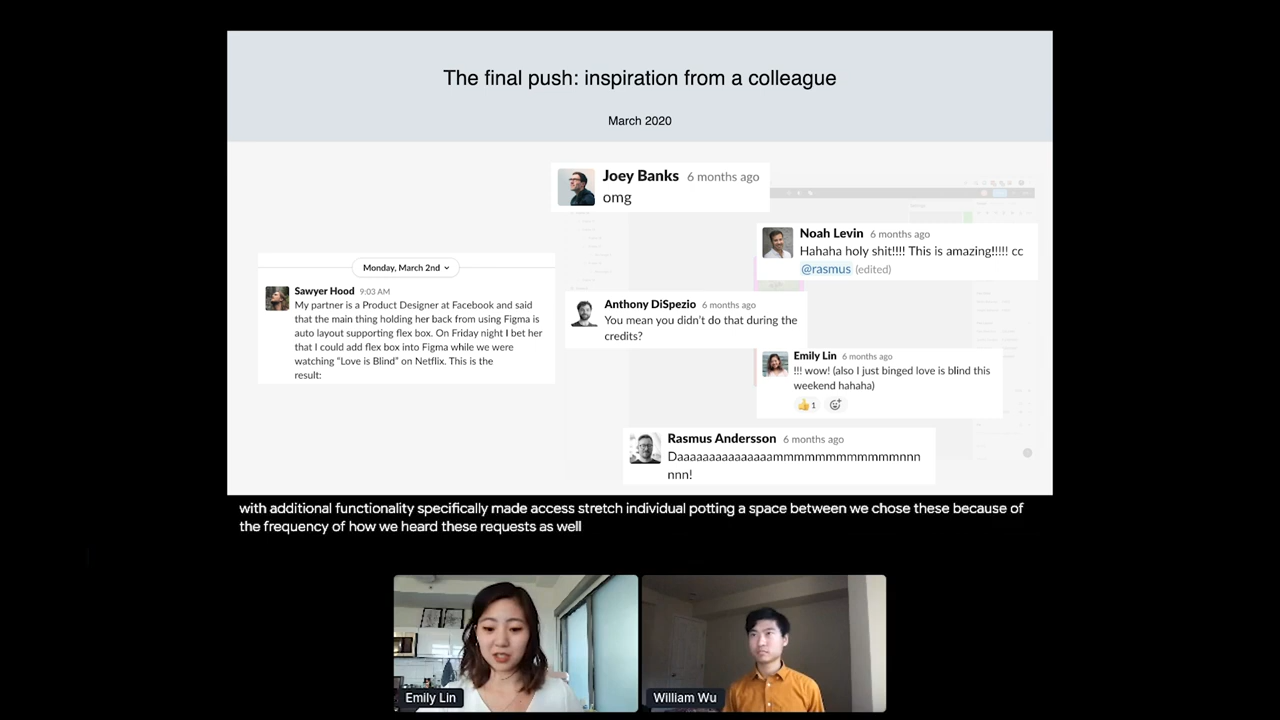 The final push: inspiration from a colleague
March 2020
Joey Banks 6 months ago
omg
Noah Levin 6 months ago
Hahaha holy shit!!!! This is amazing!!!!! cc
@rasmus (edited)
Monday, March 2nd
Sawyer Hood 9:03 AM
My partner is a Product Designer at Facebook and said
that the main thing holding her back from using Figma is
auto layout supporting flex box. On Friday night I bet her
that I could add flex box into Figma while we were
watching “Love is Blind” on Netflix. This is the
result:
Anthony DiSpezio 6 months ago
You mean you didn’t do that during the
credits?
Emily Lin 6 months ago
!!! wow! (also I just binged love is blind this
weekend hahaha)
1
Rasmus Andersson 6 months ago
Daaaaaaaaaaaaaaammmmmmmmmmmmmmnnn
nnn!
with additional functionality specifically made access stretch individual potting a space between we chose these because of
the frequency of how we heard these requests as well
Emily Lin
William Wu